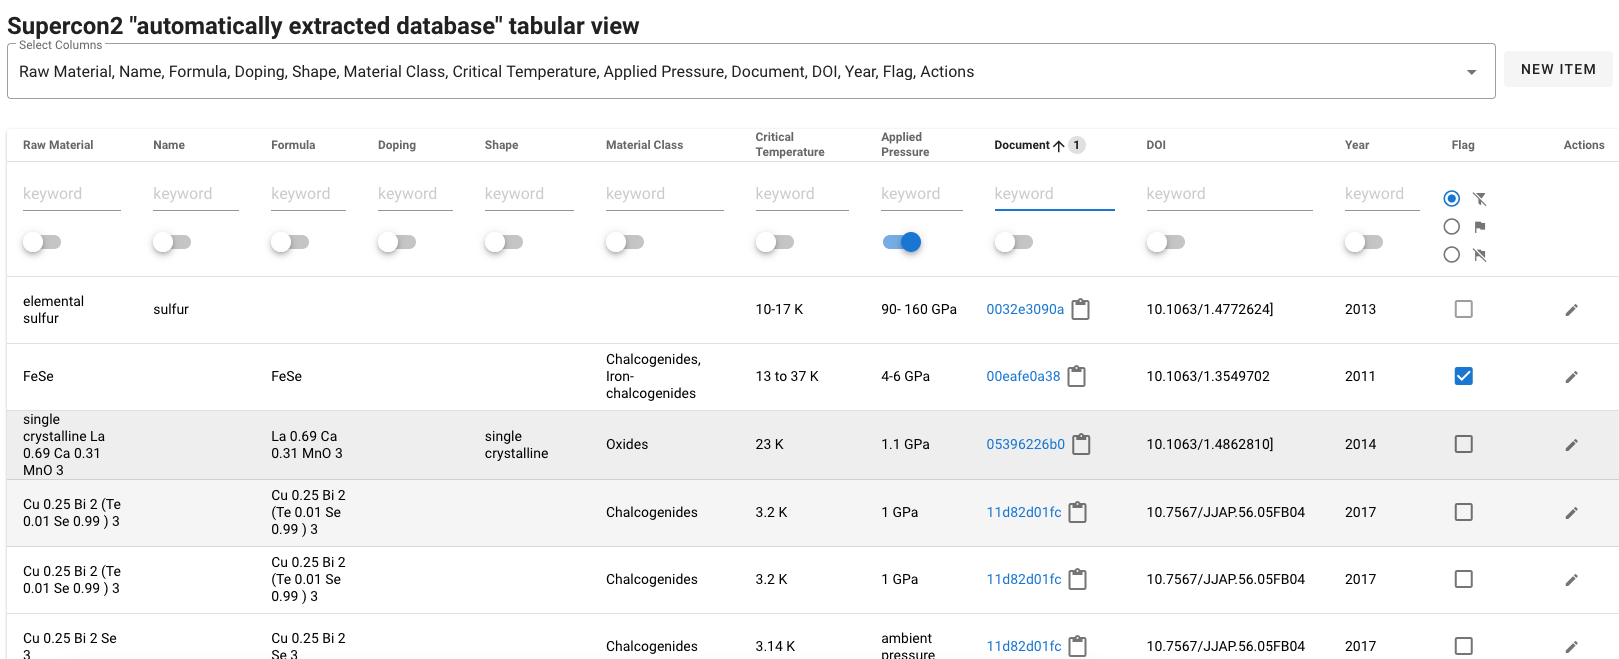 Supercon2 "automatically extracted database" tabular view
Select Columns
Raw Material, Name, Formula, Doping, Shape, Material Class, Critical Temperature, Applied Pressure, Document, DOI, Year, Flag, Actions
NEW ITEM
Raw Material Name Formula Doping Shape Material Class Critical Temperature Applied Pressure Document 1 DOI Year Flag Actions
keyword keyword keyword keyword keyword keyword keyword keyword keyword keyword keyword
elemental sulfur sulfur 10-17 K 90- 160 GPa 0032e3090a 10.1063/1.4772624] 2013
FeSe FeSe Chalcogenides, Iron-chalcogenides 13 to 37 K 4-6 GPa 00eafe0a38 10.1063/1.3549702 2011
single crystalline La 0.69 Ca 0.31 MnO 3 La 0.69 Ca 0.31 MnO 3 single crystalline Oxides 23 K 1.1 GPa 05396226b0 10.1063/1.4862810] 2014
Cu 0.25 Bi 2 (Te 0.01 Se 0.99 ) 3 Cu 0.25 Bi 2 (Te 0.01 Se 0.99 ) 3 Chalcogenides 3.2 K 1 GPa 11d82d01fc 10.7567/JJAP.56.05FB04 2017
Cu 0.25 Bi 2 (Te 0.01 Se 0.99 ) 3 Cu 0.25 Bi 2 (Te 0.01 Se 0.99 ) 3 Chalcogenides 3.2 K 1 GPa 11d82d01fc 10.7567/JJAP.56.05FB04 2017
Cu 0.25 Bi 2 Se 3 Cu 0.25 Bi 2 Se 3 Chalcogenides 3.14 K ambient pressure 11d82d01fc 10.7567/JJAP.56.05FB04 2017